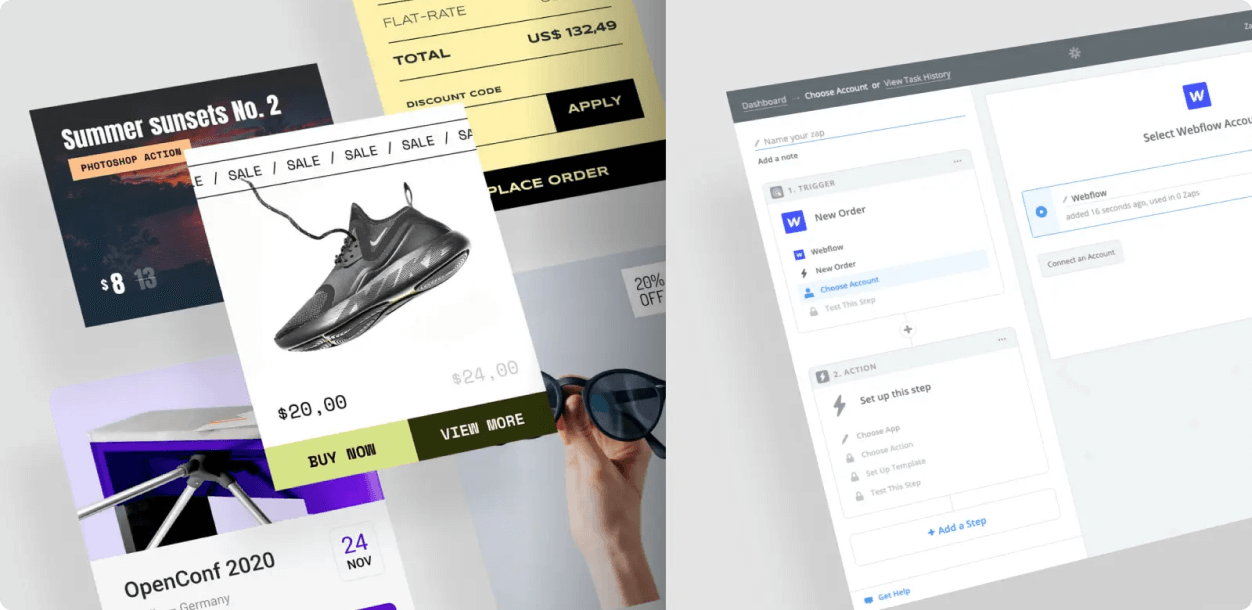 FLAT-RATE
TOTAL
US$ 132,49
DISCOUNT CODE
APPLY
PLACE ORDER
Summer sunsets No. 2
PHOTOSHOP ACTION
$8 13
E / SALE / SALE / SALE / SALE / SA
$24,00
$20,00
BUY NOW
VIEW MORE
20%
OFF
OpenConf 2020
Germany
24
NOV
Dashboard → Choose Account or View Task History
Za
Name your zap
Add a note
1. TRIGGER
W
New Order
W Webflow
New Order
Choose Account
Test This Step
2. ACTION
Set up this step
Choose App
Choose Action
Set Up Template
Test This Step
+ Add a Step
Get Help
W
Select Webflow Accou
Webflow
added 16 seconds ago, used in 0 Zaps
Connect an Account